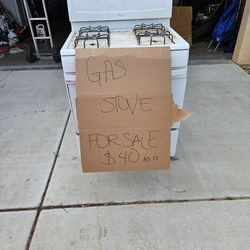 GAS
STOVE
FOR SALE
$40 AS IS